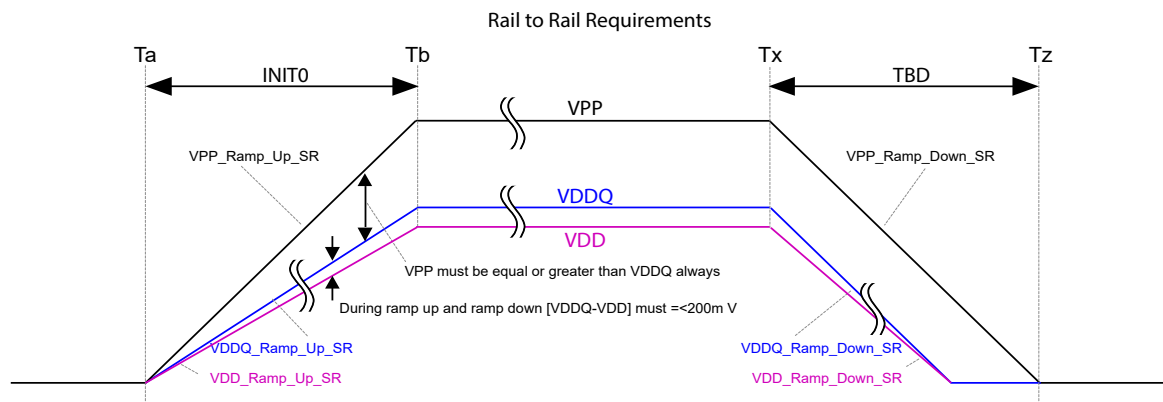 Rail to Rail Requirements
Ta
Tb
Tx
Tz
INIT0
TBD
VPP
VPP_Ramp_Up_SR
VPP_Ramp_Down_SR
VDDQ
VDD
VPP must be equal or greater than VDDQ always
During ramp up and ramp down [VDDQ-VDD] must =<200m V
VDDQ_Ramp_Up_SR
VDDQ_Ramp_Down_SR
VDD_Ramp_Up_SR
VDD_Ramp_Down_SR